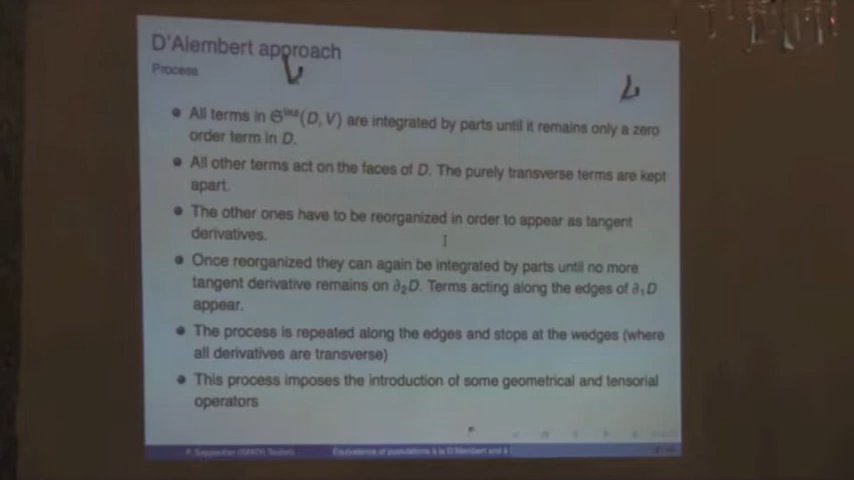 D'Alembert approach
Process
All terms in (D, V) are integrated by parts until it remains only a zero
order term in D.
All other terms act on the faces of D. The purely transverse terms are kept
apart.
The other ones have to be reorganized in order to appear as tangent
derivatives.
Once reorganized they can again be integrated by parts until no more
tangent derivative remains on ∂₂D. Terms acting along the edges of ∂₁D
appear.
The process is repeated along the edges and stops at the wedges (where
all derivatives are transverse)
This process imposes the introduction of some geometrical and tensorial
operators
Equivalence of à la D'Alembert and à